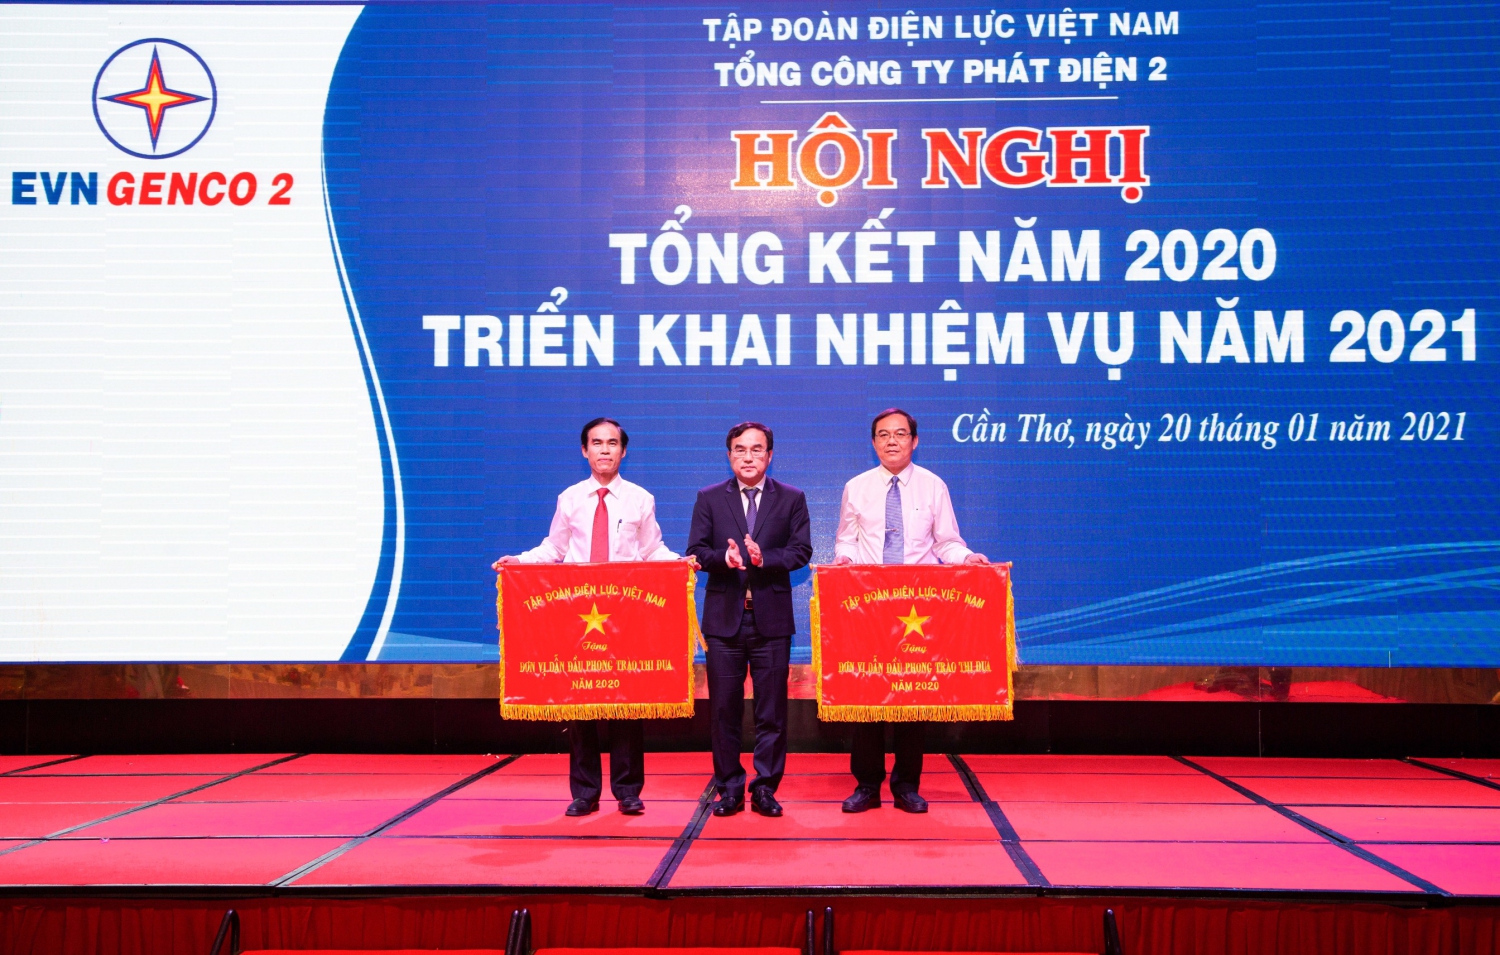 TẬP ĐOÀN ĐIỆN LỰC VIỆT NAM
TỔNG CÔNG TY PHÁT ĐIỆN 2
HỘI NGHỊ
TỔNG KẾT NĂM 2020
TRIỂN KHAI NHIỆM VỤ NĂM 2021
Cần Thơ, ngày 20 tháng 01 năm 2021
EVN GENCO 2
TẬP ĐOÀN ĐIỆN LỰC VIỆT NAM
Tặng
ĐƠN VỊ DẪN ĐẦU PHONG TRÀO THI ĐUA
NĂM 2020
TẬP ĐOÀN ĐIỆN LỰC VIỆT NAM
Tặng
ĐƠN VỊ DẪN ĐẦU PHONG TRÀO THI ĐUA
NĂM 2020